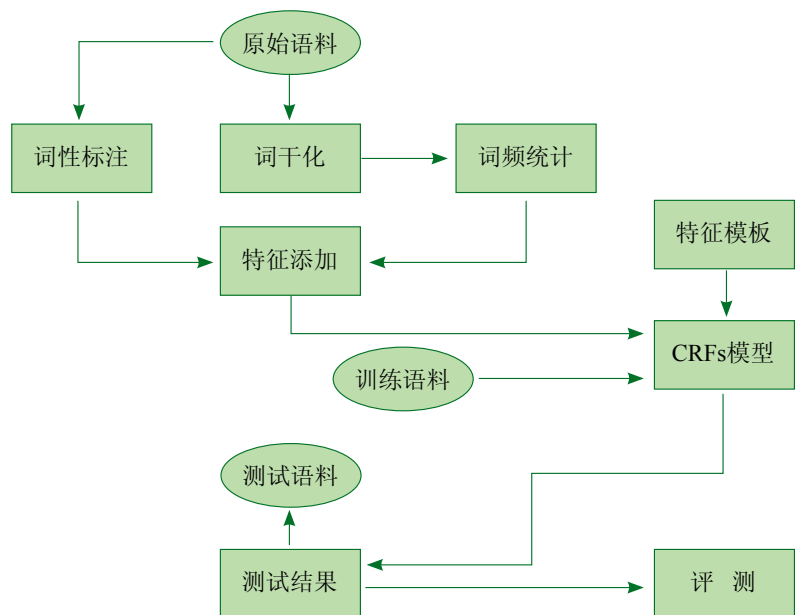 原始语料
词性标注
词干化
词频统计
特征模板
特征添加
CRFs模型
训练语料
测试语料
测试结果
评 测